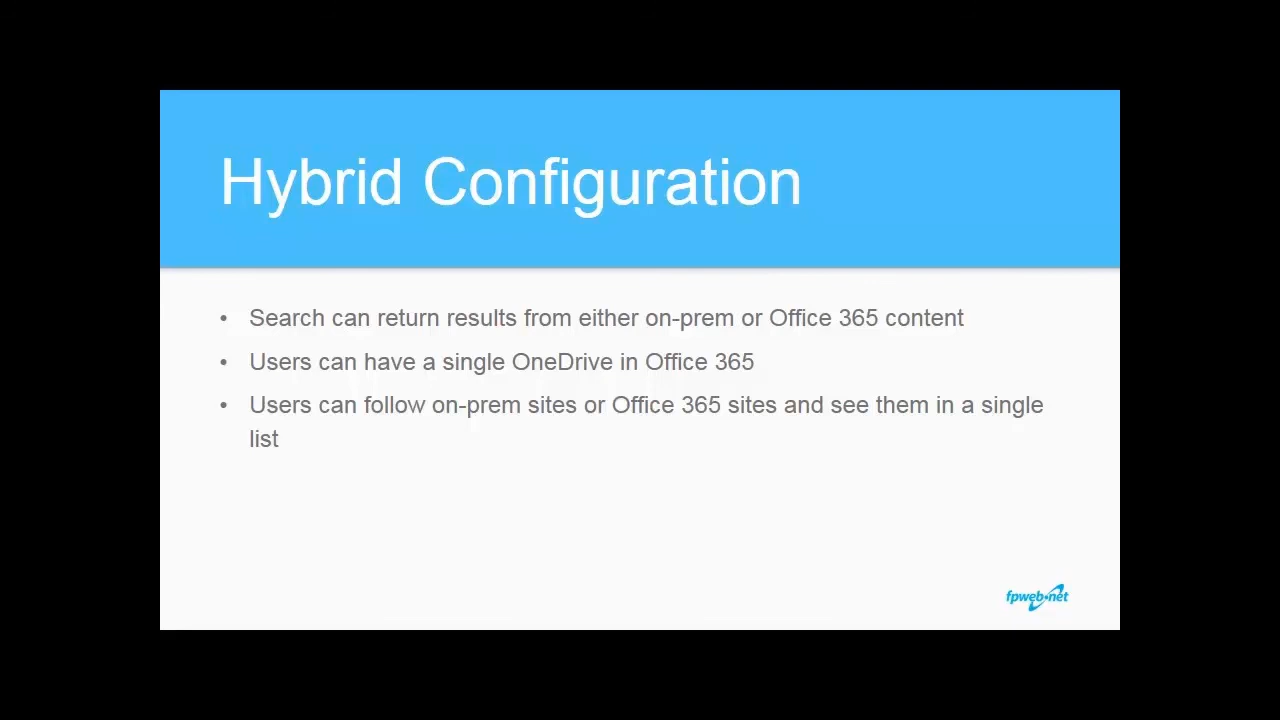 Hybrid Configuration
• Search can return results from either on-prem or Office 365 content
• Users can have a single OneDrive in Office 365
• Users can follow on-prem sites or Office 365 sites and see them in a single
list
fpweb•net